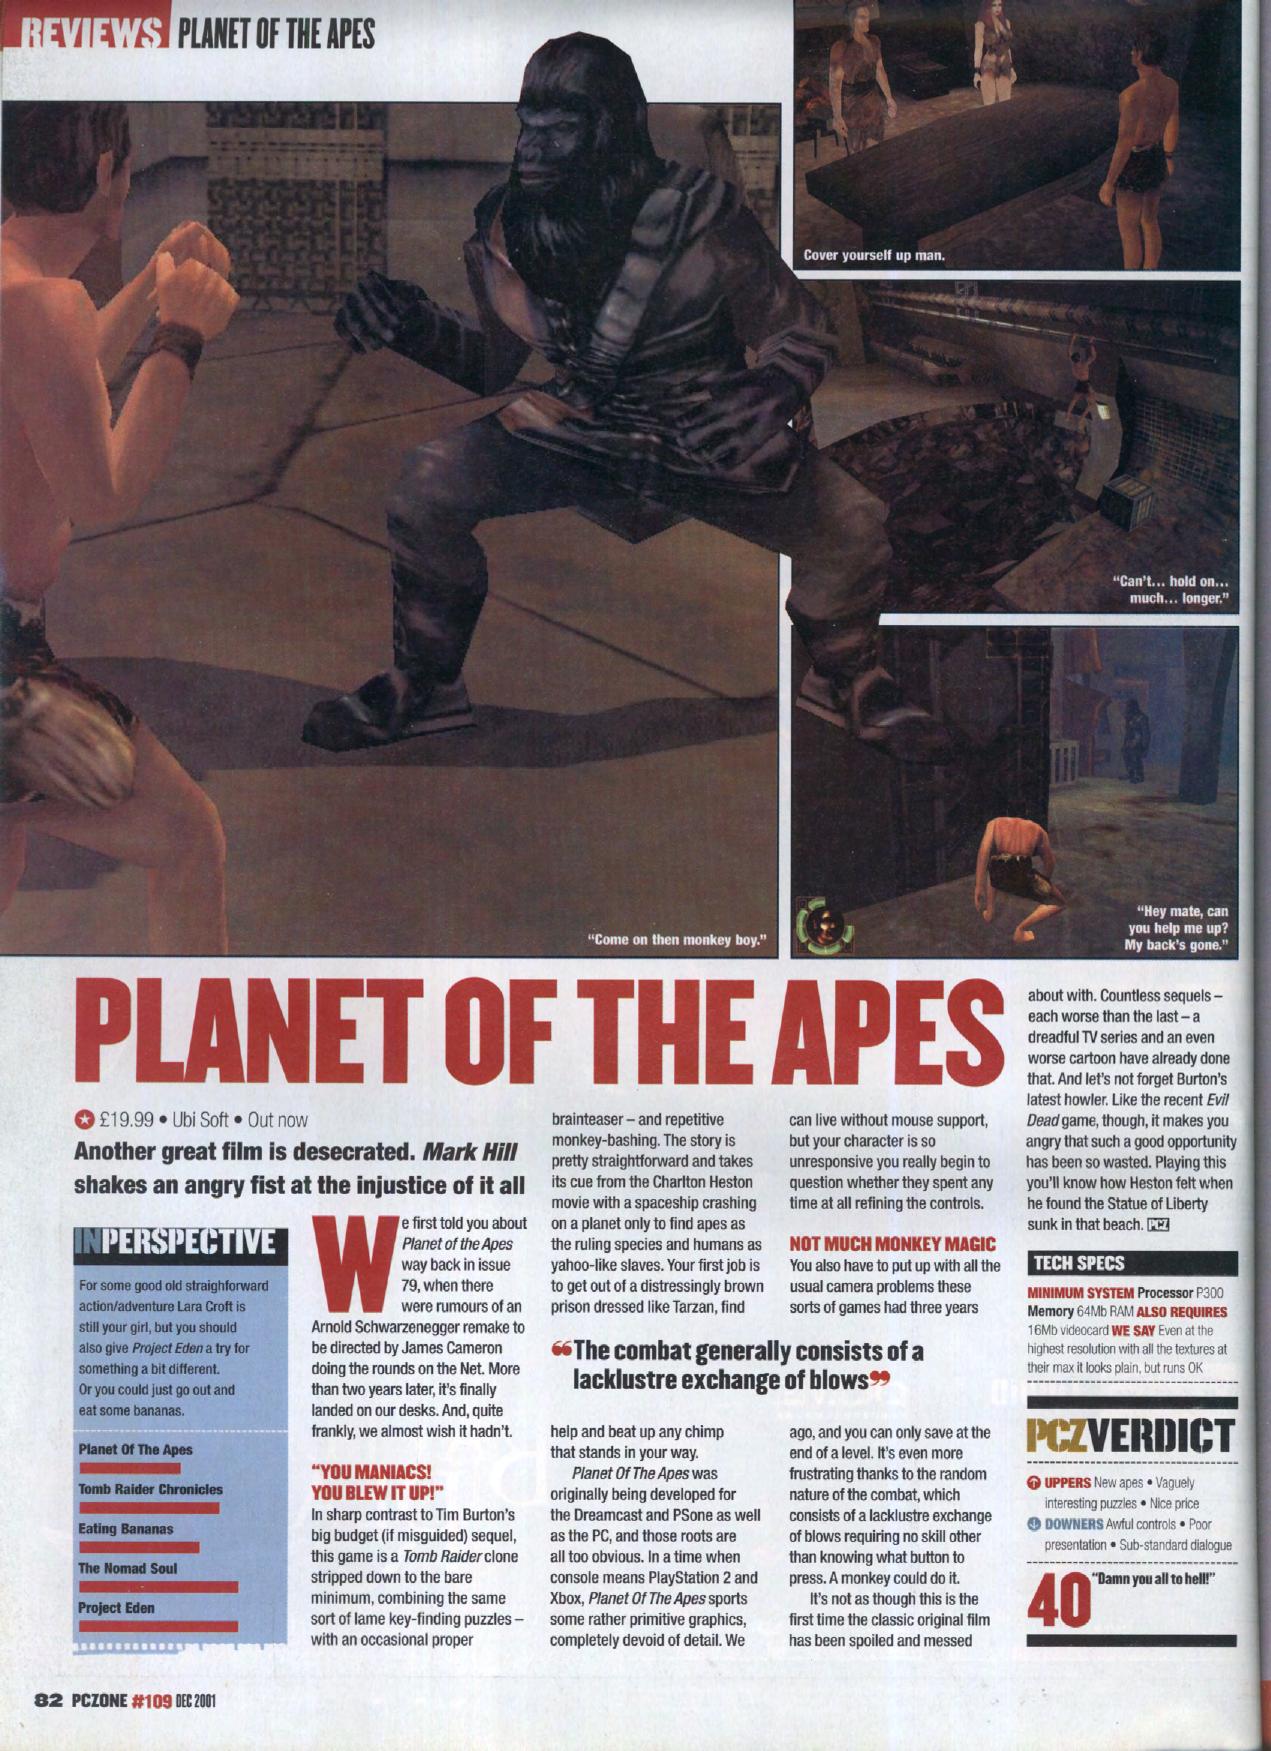 REVIEWS PLANET OF THE APES
Cover yourself up man.
"Can't... hold on...
much... longer."
"Hey mate, can
you help me up?
My back's gone."
"Come on then monkey boy."
PLANET OF THE APES
£19.99 • Ubi Soft • Out now
Another great film is desecrated. Mark Hill
shakes an angry fist at the injustice of it all
INPERSPECTIVE
For some good old straighforward
action/adventure Lara Croft is
still your girl, but you should
also give Project Eden a try for
something a bit different.
Or you could just go out and
eat some bananas.
Planet Of The Apes
Tomb Raider Chronicles
Eating Bananas
The Nomad Soul
Project Eden
We first told you about
Planet of the Apes
way back in issue
79, when there
were rumours of an
Arnold Schwarzenegger remake to
be directed by James Cameron
doing the rounds on the Net. More
than two years later, it's finally
landed on our desks. And, quite
frankly, we almost wish it hadn't.
"YOU MANIACS!
YOU BLEW IT UP!"
In sharp contrast to Tim Burton's
big budget (if misguided) sequel,
this game is a Tomb Raider clone
stripped down to the bare
minimum, combining the same
sort of lame key-finding puzzles –
with an occasional proper
brainteaser – and repetitive
monkey-bashing. The story is
pretty straightforward and takes
its cue from the Charlton Heston
movie with a spaceship crashing
on a planet only to find apes as
the ruling species and humans as
yahoo-like slaves. Your first job is
to get out of a distressingly brown
prison dressed like Tarzan, find
"The combat generally consists of a
lacklustre exchange of blows"
help and beat up any chimp
that stands in your way.
Planet Of The Apes was
originally being developed for
the Dreamcast and PSone as well
as the PC, and those roots are
all too obvious. In a time when
console means PlayStation 2 and
Xbox, Planet Of The Apes sports
some rather primitive graphics,
completely devoid of detail. We
can live without mouse support,
but your character is so
unresponsive you really begin to
question whether they spent any
time at all refining the controls.
NOT MUCH MONKEY MAGIC
You also have to put up with all the
usual camera problems these
sorts of games had three years
ago, and you can only save at the
end of a level. It's even more
frustrating thanks to the random
nature of the combat, which
consists of a lacklustre exchange
of blows requiring no skill other
than knowing what button to
press. A monkey could do it.
It's not as though this is the
first time the classic original film
has been spoiled and messed
about with. Countless sequels –
each worse than the last – a
dreadful TV series and an even
worse cartoon have already done
that. And let's not forget Burton's
latest howler. Like the recent Evil
Dead game, though, it makes you
angry that such a good opportunity
has been so wasted. Playing this
you'll know how Heston felt when
he found the Statue of Liberty
sunk in that beach. PCZ
TECH SPECS
MINIMUM SYSTEM Processor P300
Memory 64Mb RAM ALSO REQUIRES
16Mb videocard WE SAY Even at the
highest resolution with all the textures at
their max it looks plain, but runs OK
PCZVERDICT
UPPERS New apes • Vaguely
interesting puzzles • Nice price
DOWNERS Awful controls • Poor
presentation • Sub-standard dialogue
40 "Damn you all to hell!"
82 PCZONE #109 DEC 2001